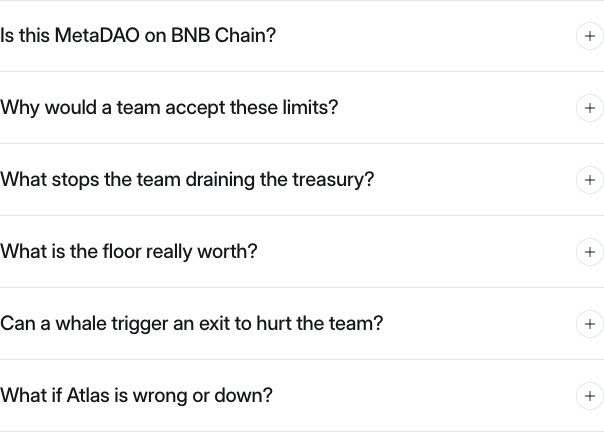 Is this MetaDAO on BNB Chain?
Why would a team accept these limits?
What stops the team draining the treasury?
What is the floor really worth?
Can a whale trigger an exit to hurt the team?
What if Atlas is wrong or down?